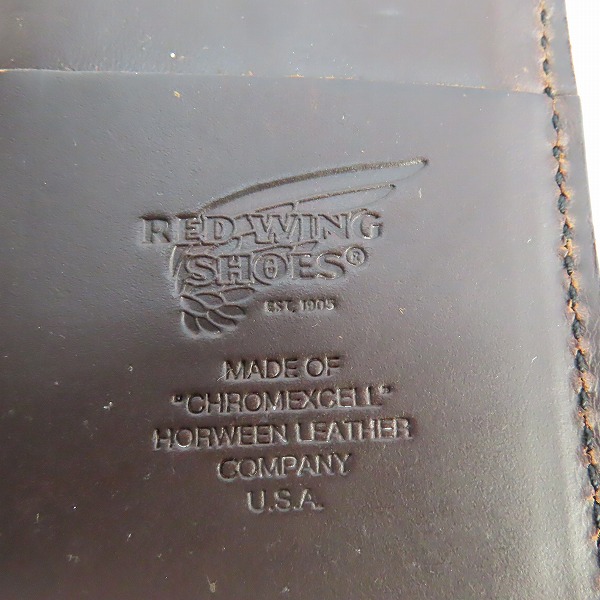 RED WING
SHOES®
EST. 1905
MADE OF
"CHROMEXCELL"
HORWEEN LEATHER
COMPANY
U.S.A.